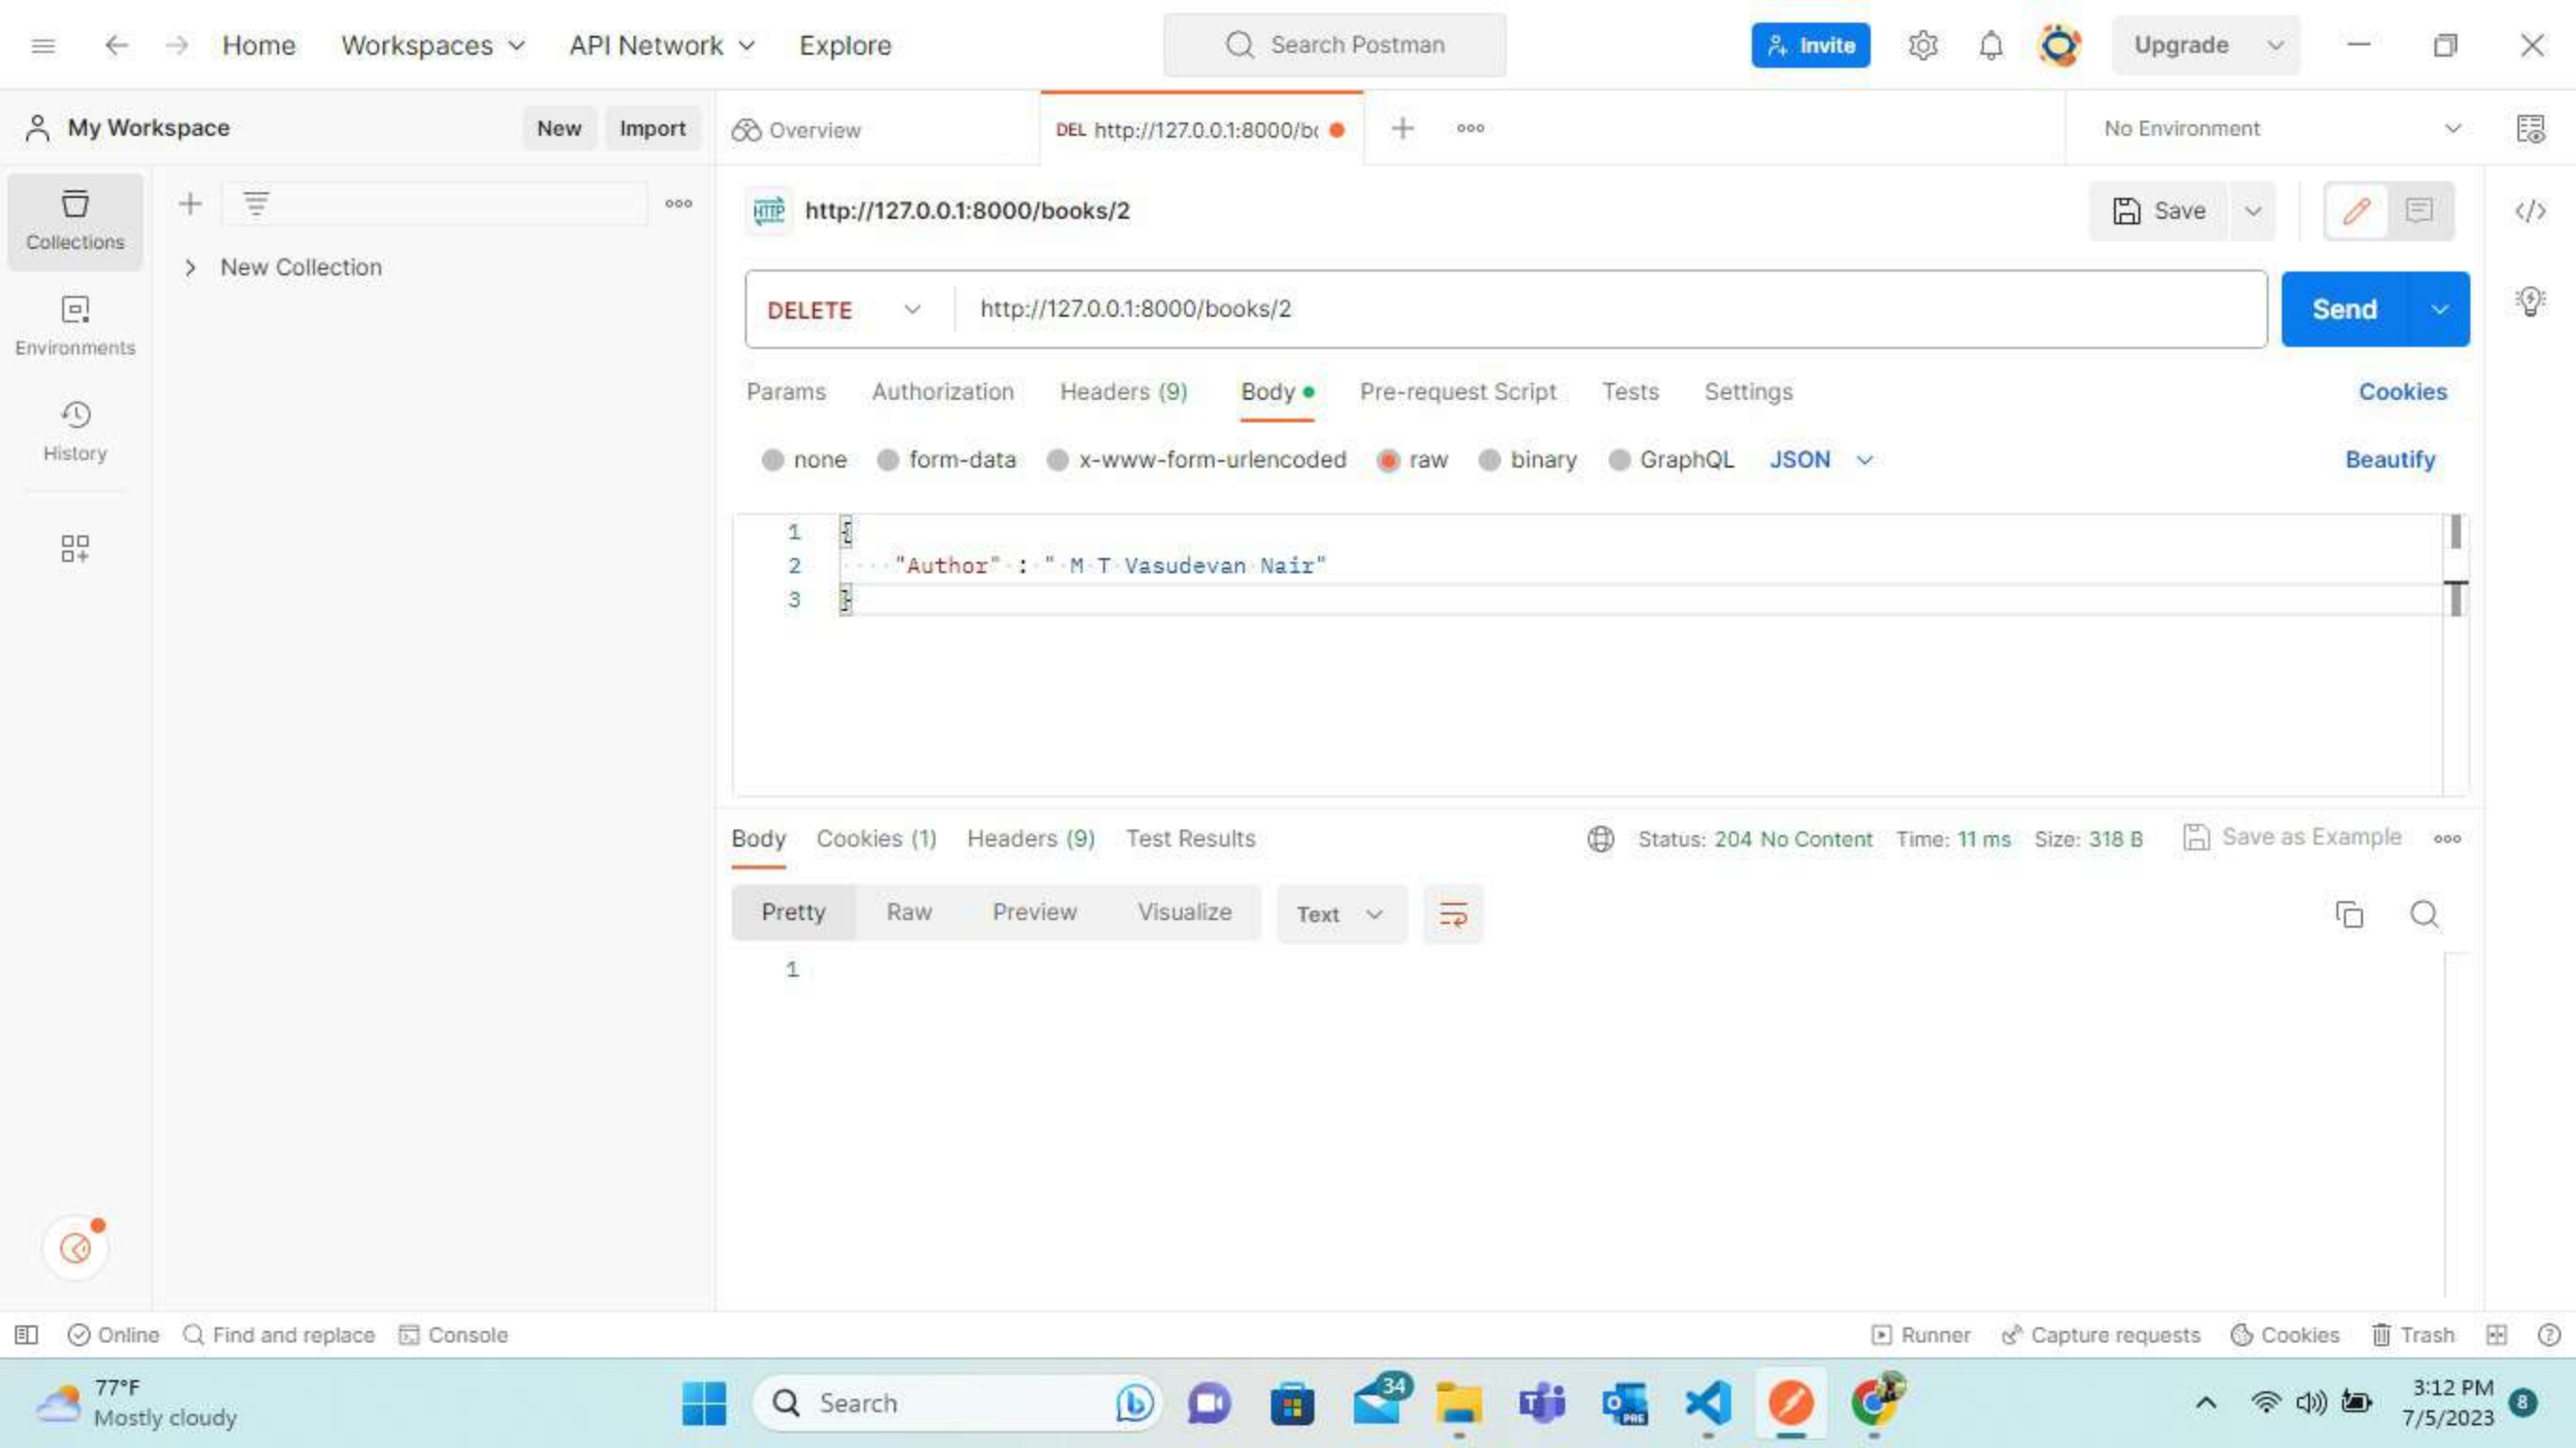 Home Workspaces API Network Explore Search Postman Invite Upgrade
My Workspace New Import Overview DEL http://127.0.0.1:8000/b No Environment
Collections
Environments
History
New Collection
HTTP http://127.0.0.1:8000/books/2 Save
DELETE http://127.0.0.1:8000/books/2 Send
Params Authorization Headers (9) Body Pre-request Script Tests Settings Cookies
none form-data x-www-form-urlencoded raw binary GraphQL JSON Beautify
1 {
2 "Author" : " M T Vasudevan Nair"
3 }
Body Cookies (1) Headers (9) Test Results Status: 204 No Content Time: 11 ms Size: 318 B Save as Example
Pretty Raw Preview Visualize Text
1
Online Find and replace Console Runner Capture requests Cookies Trash
77°F
Mostly cloudy
Search
34
PRE
3:12 PM
7/5/2023
8